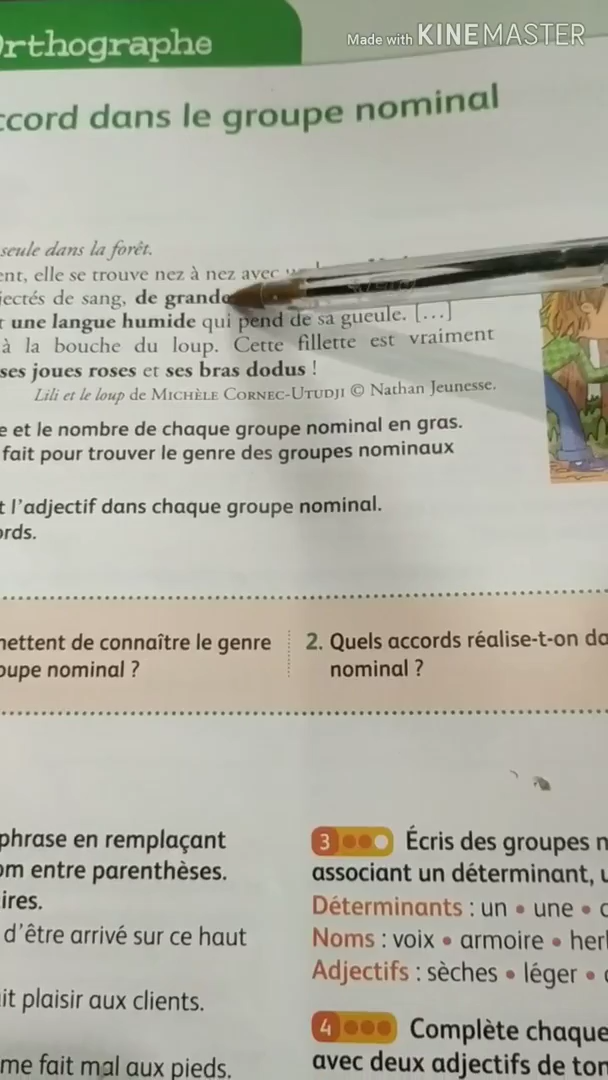 Made with KINEMASTER
Orthographe
ccord dans le groupe nominal
seule dans la forêt.
ent, elle se trouve nez à nez avec
jectés de sang, de grande
une langue humide qui pend de sa gueule. [...]
à la bouche du loup. Cette fillette est vraiment
ses joues roses et ses bras dodus !
Lili et le loup de MICHÈLE CORNEC-UTUDJI © Nathan Jeunesse.
e et le nombre de chaque groupe nominal en gras.
fait pour trouver le genre des groupes nominaux
t l'adjectif dans chaque groupe nominal.
ords.
mettent de connaître le genre
oupe nominal ?
2. Quels accords réalise-t-on da
nominal ?
phrase en remplaçant
om entre parenthèses.
ires.
d'être arrivé sur ce haut
it plaisir aux clients.
me fait mal aux pieds.
3 Écris des groupes n
associant un déterminant, u
Déterminants : un • une •
Noms : voix • armoire • her
Adjectifs : sèches • léger •
4 Complète chaque
avec deux adjectifs de ton